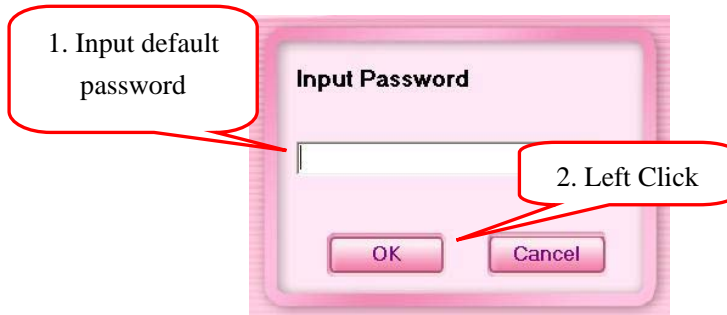 1. Input default
password
Input Password
2. Left Click
OK
Cancel